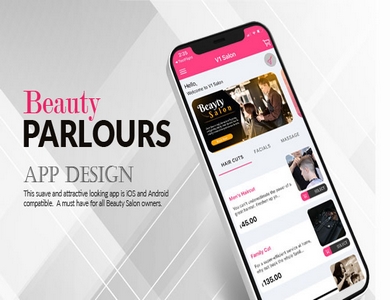 Beauty
PARLOURS
APP DESIGN
This suave and attractive looking app is iOS and Android
compatible. A must have for all Beauty Salon owners.
V1 Salon
Hello,
Welcome to V1 Salon
Beauty
Salon
HAIR CUTS
FACIALS
MASSAGE
Men's Haircut
45.00
Family Cut
135.00